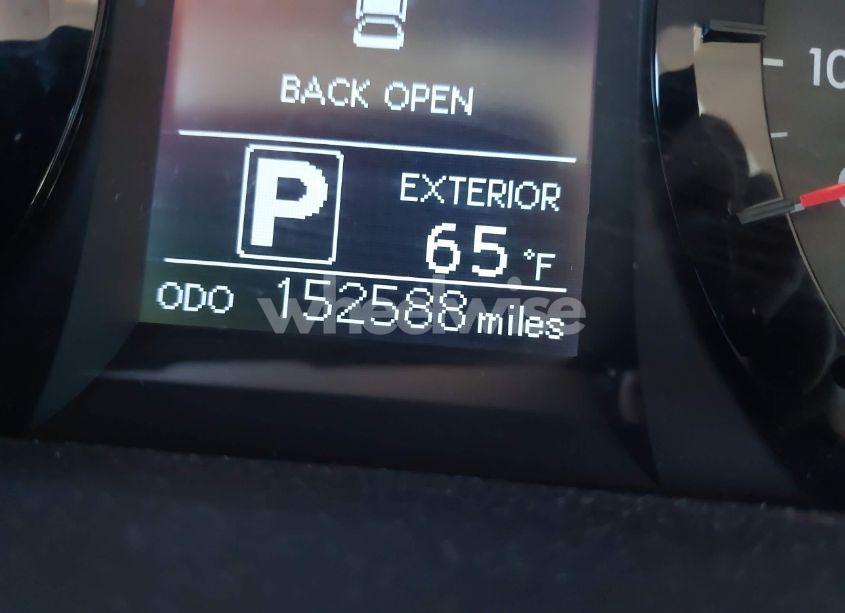 10
BACK OPEN
P
EXTERIOR
65 °F
ODO 152588 miles
wheelwise